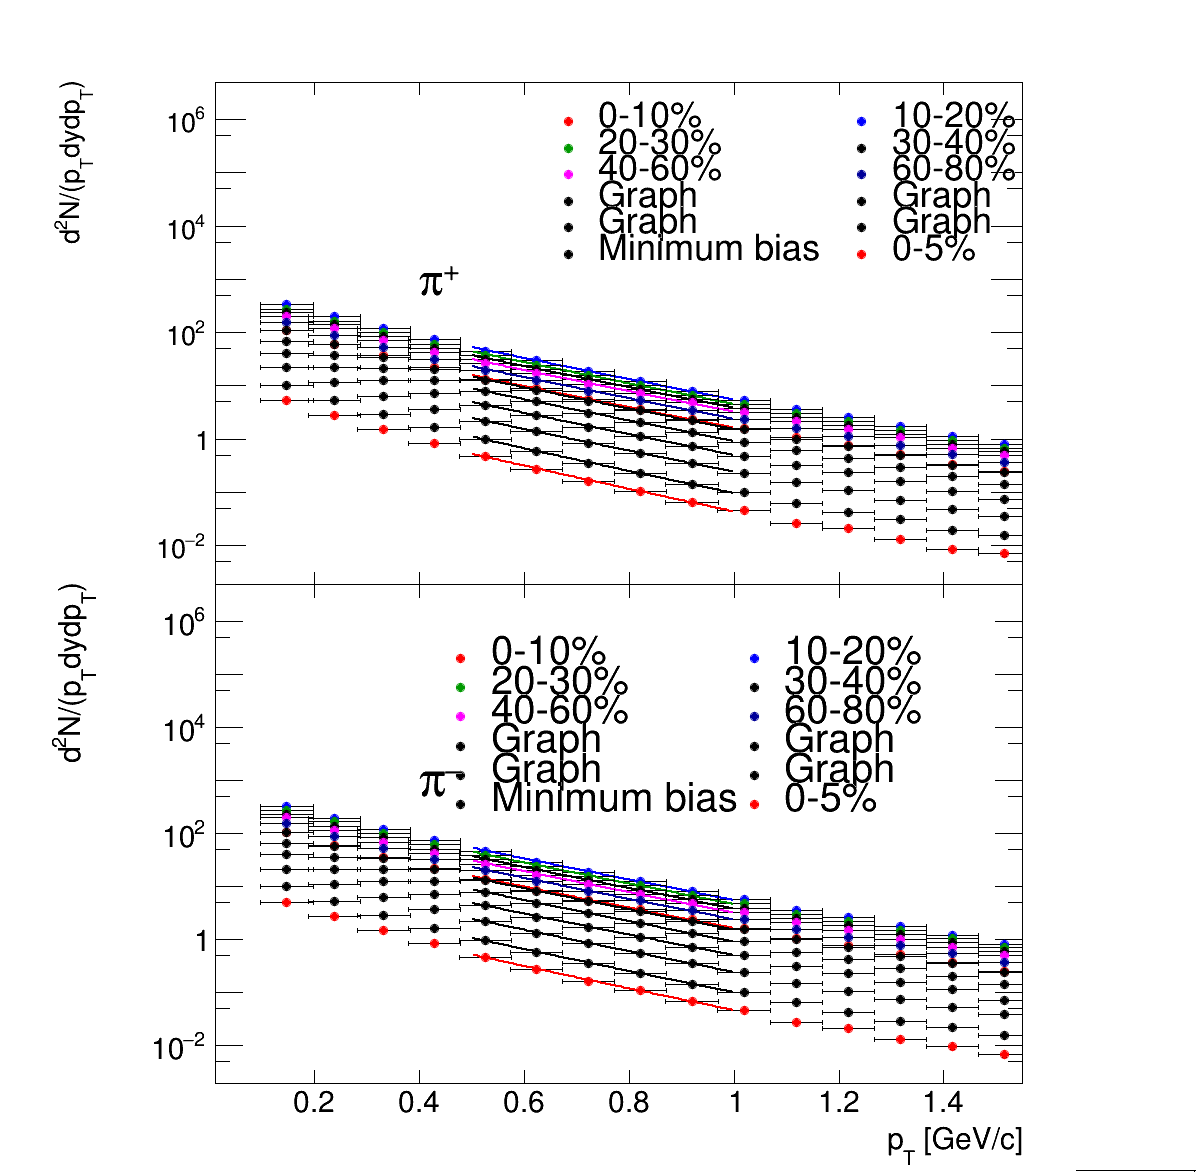 d²N/(p_T dydp_T)
10⁶
10⁴
10²
1
10⁻²
0-10% 10-20%
20-30% 30-40%
40-60% 60-80%
Graph Graph
Graph Graph
Minimum bias 0-5%
π⁺
d²N/(p_T dydp_T)
10⁶
10⁴
10²
1
10⁻²
0-10% 10-20%
20-30% 30-40%
40-60% 60-80%
Graph Graph
Graph Graph
Minimum bias 0-5%
π⁻
0.2 0.4 0.6 0.8 1 1.2 1.4
p_T [GeV/c]